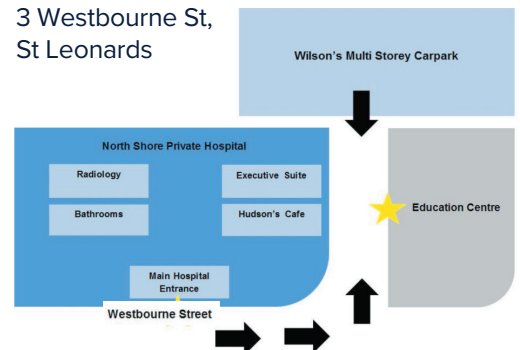 3 Westbourne St,
St Leonards
Wilson's Multi Storey Carpark
North Shore Private Hospital
Radiology
Executive Suite
Bathrooms
Hudson's Cafe
Education Centre
Main Hospital
Entrance
Westbourne Street